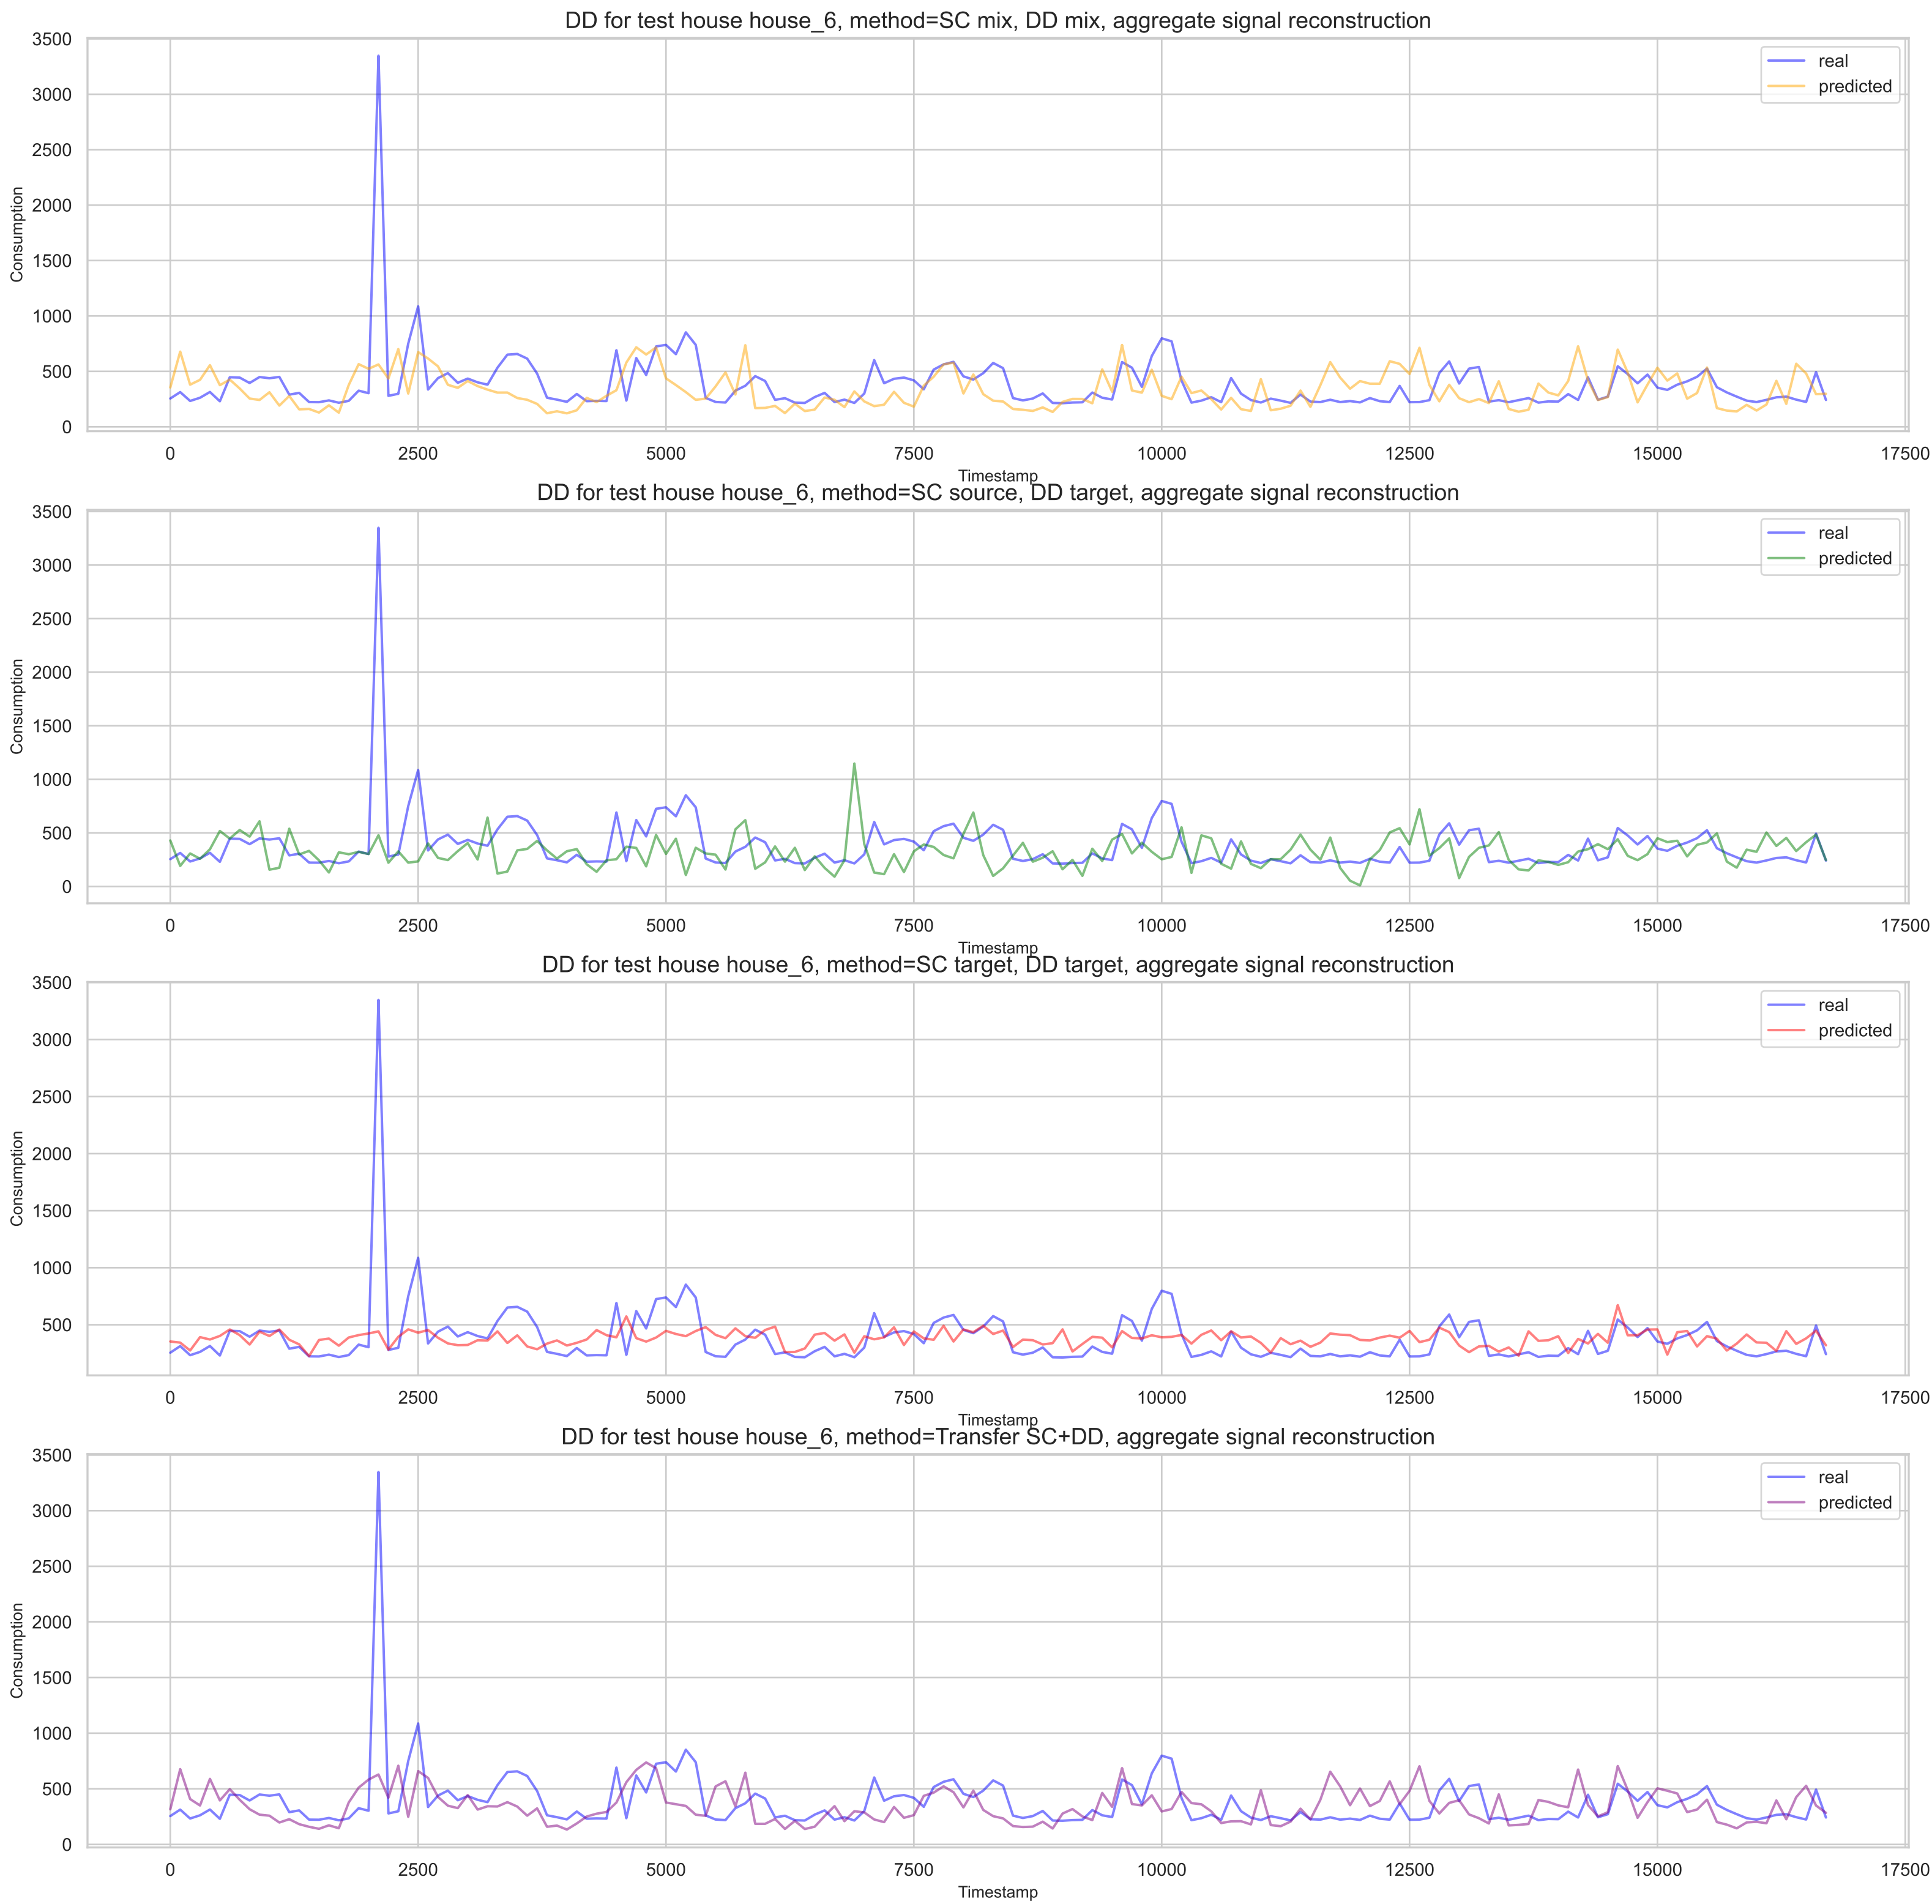 DD for test house house_6, method=SC mix, DD mix, aggregate signal reconstruction
3500
3000
2500
2000
1500
1000
500
0
Consumption
real
predicted
0 2500 5000 7500 10000 12500 15000 17500
Timestamp
DD for test house house_6, method=SC source, DD target, aggregate signal reconstruction
3500
3000
2500
2000
1500
1000
500
0
Consumption
real
predicted
0 2500 5000 7500 10000 12500 15000 17500
Timestamp
DD for test house house_6, method=SC target, DD target, aggregate signal reconstruction
3500
3000
2500
2000
1500
1000
500
Consumption
real
predicted
0 2500 5000 7500 10000 12500 15000 17500
Timestamp
DD for test house house_6, method=Transfer SC+DD, aggregate signal reconstruction
3500
3000
2500
2000
1500
1000
500
0
Consumption
real
predicted
0 2500 5000 7500 10000 12500 15000 17500
Timestamp